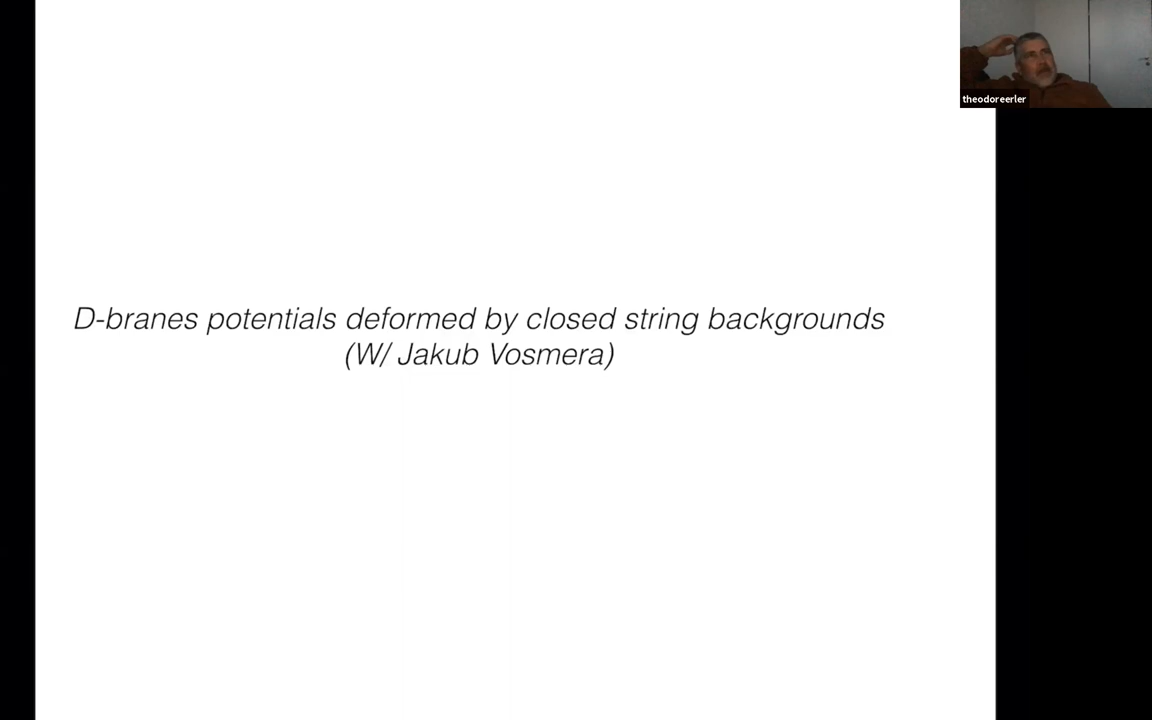 theodoreerler
D-branes potentials deformed by closed string backgrounds
(W/ Jakub Vosmera)